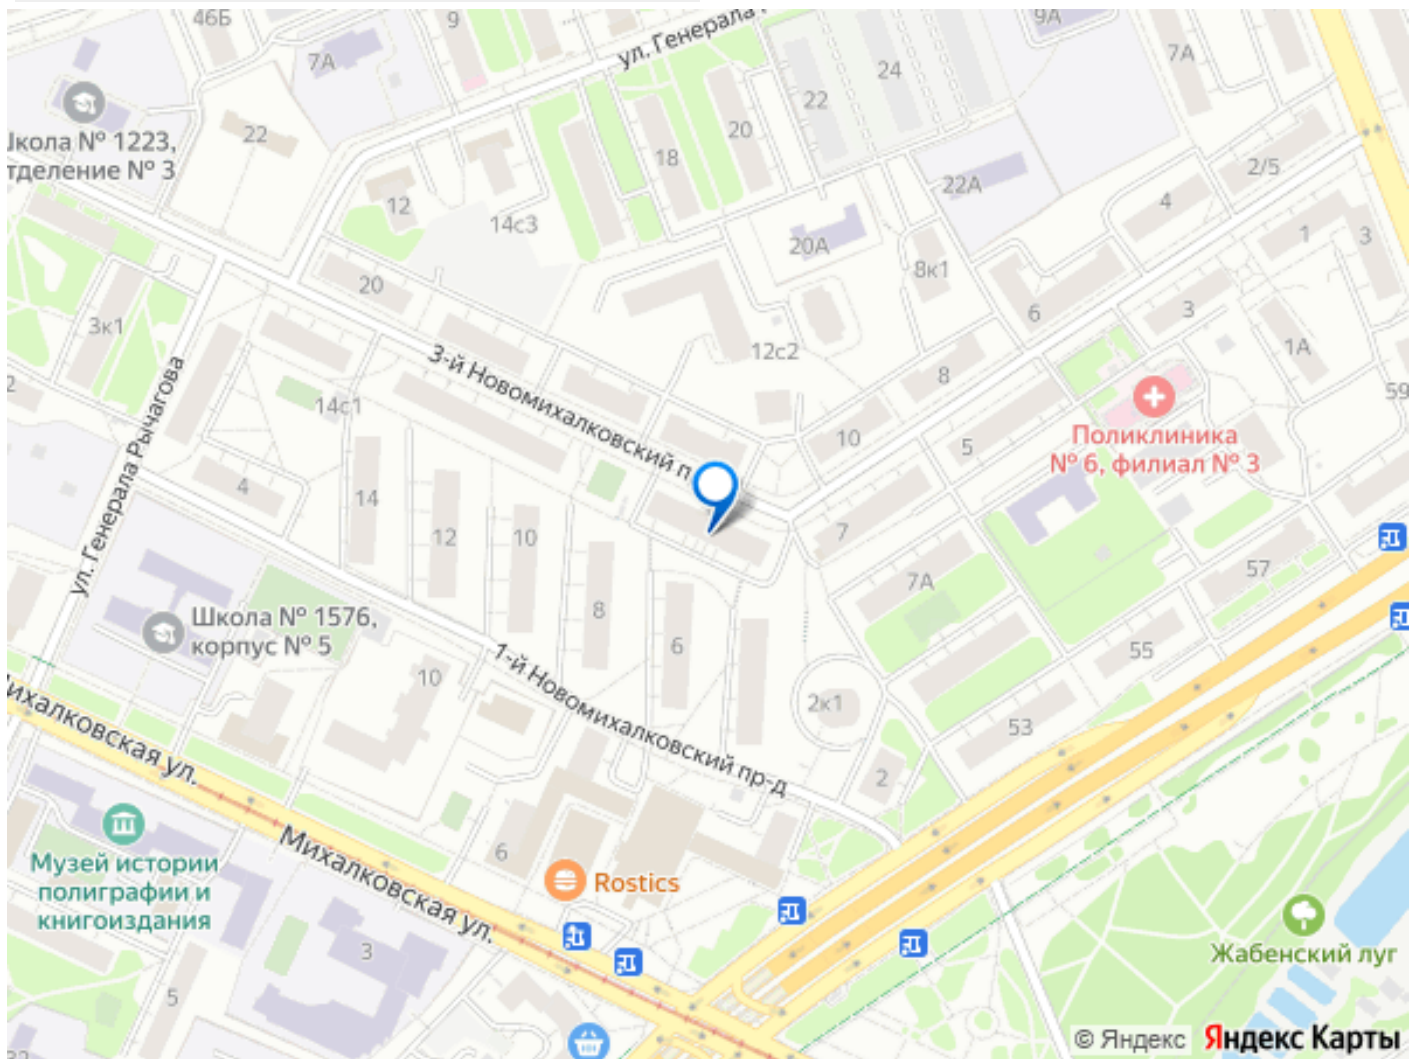 46Б
9
9А
7А
ул. Генерала
24
7А
22
20
Школа № 1223,
отделение № 3
22
18
2/5
22А
4
12
14с3
1
3
20А
8к1
20
3
6
3к1
12с2
1А
3-й Новомихалковский п
8
59
14с1
10
Поликлиника
№ 6, филиал № 3
5
ул. Генерала Рычагова
4
14
12
10
7
57
7А
Школа № 1576,
корпус № 5
8
6
55
1-й Новомихалковский пр-д
10
2к1
53
Михалковская ул.
2
Музей истории
полиграфии и
книгоиздания
Михалковская ул.
6
Rostics
3
Жабенский луг
5
32
© Яндекс Яндекс Карты